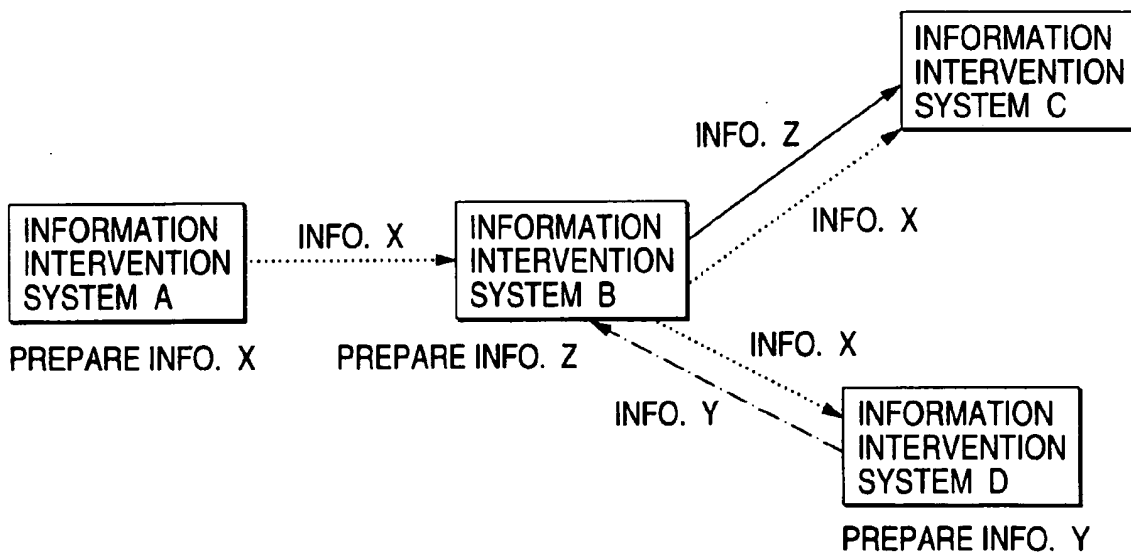 INFORMATION
INTERVENTION
SYSTEM C
INFO. Z
INFO. X
INFORMATION
INTERVENTION
SYSTEM A
INFO. X
INFORMATION
INTERVENTION
SYSTEM B
PREPARE INFO. X
PREPARE INFO. Z
INFO. X
INFO. Y
INFORMATION
INTERVENTION
SYSTEM D
PREPARE INFO. Y